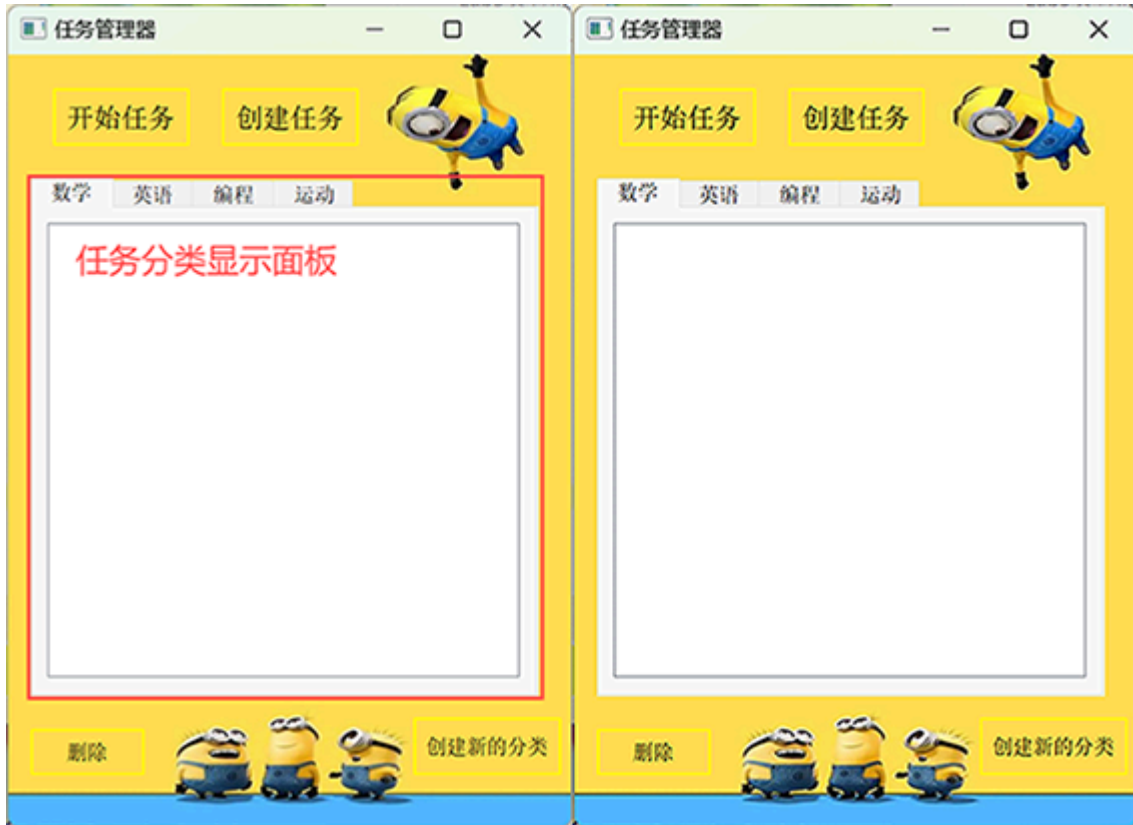 任务管理器
开始任务 创建任务
数学 英语 编程 运动
任务分类显示面板
删除 创建新的分类
任务管理器
开始任务 创建任务
数学 英语 编程 运动
删除 创建新的分类